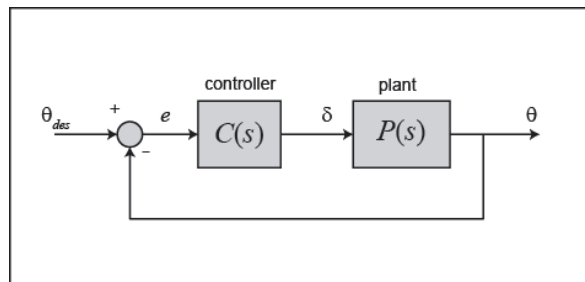 controller plant
θdes + e C(s) δ P(s) θ
−